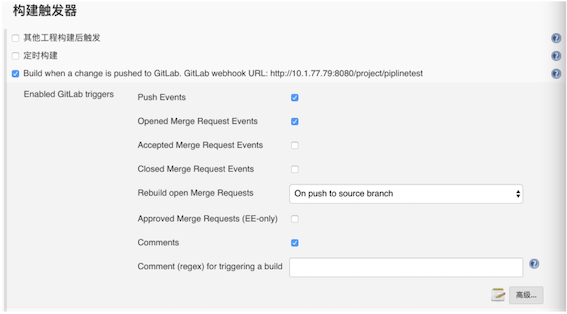 构建触发器
其他工程构建后触发
定时构建
Build when a change is pushed to GitLab. GitLab webhook URL: http://10.1.77.79:8080/project/piplinetest
Enabled GitLab triggers
Push Events
Opened Merge Request Events
Accepted Merge Request Events
Closed Merge Request Events
Rebuild open Merge Requests On push to source branch
Approved Merge Requests (EE-only)
Comments
Comment (regex) for triggering a build
高级...